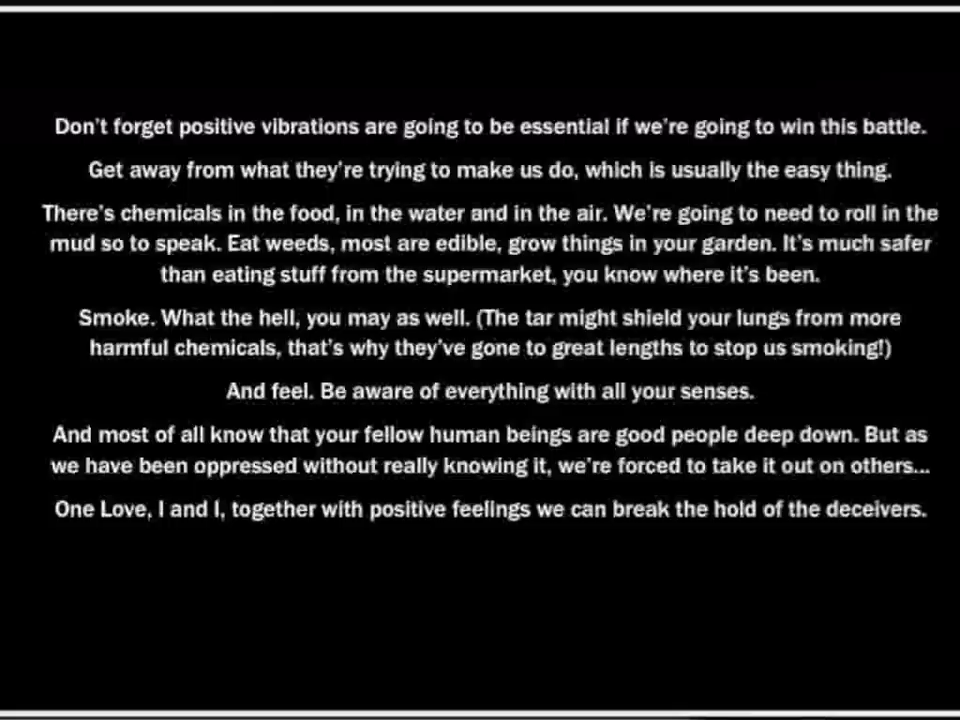 Don't forget positive vibrations are going to be essential if we're going to win this battle.
Get away from what they're trying to make us do, which is usually the easy thing.
There's chemicals in the food, in the water and in the air. We're going to need to roll in the
mud so to speak. Eat weeds, most are edible, grow things in your garden. It's much safer
than eating stuff from the supermarket, you know where it's been.
Smoke. What the hell, you may as well. (The tar might shield your lungs from more
harmful chemicals, that's why they've gone to great lengths to stop us smoking!)
And feel. Be aware of everything with all your senses.
And most of all know that your fellow human beings are good people deep down. But as
we have been oppressed without really knowing it, we're forced to take it out on others...
One Love, I and I, together with positive feelings we can break the hold of the deceivers.